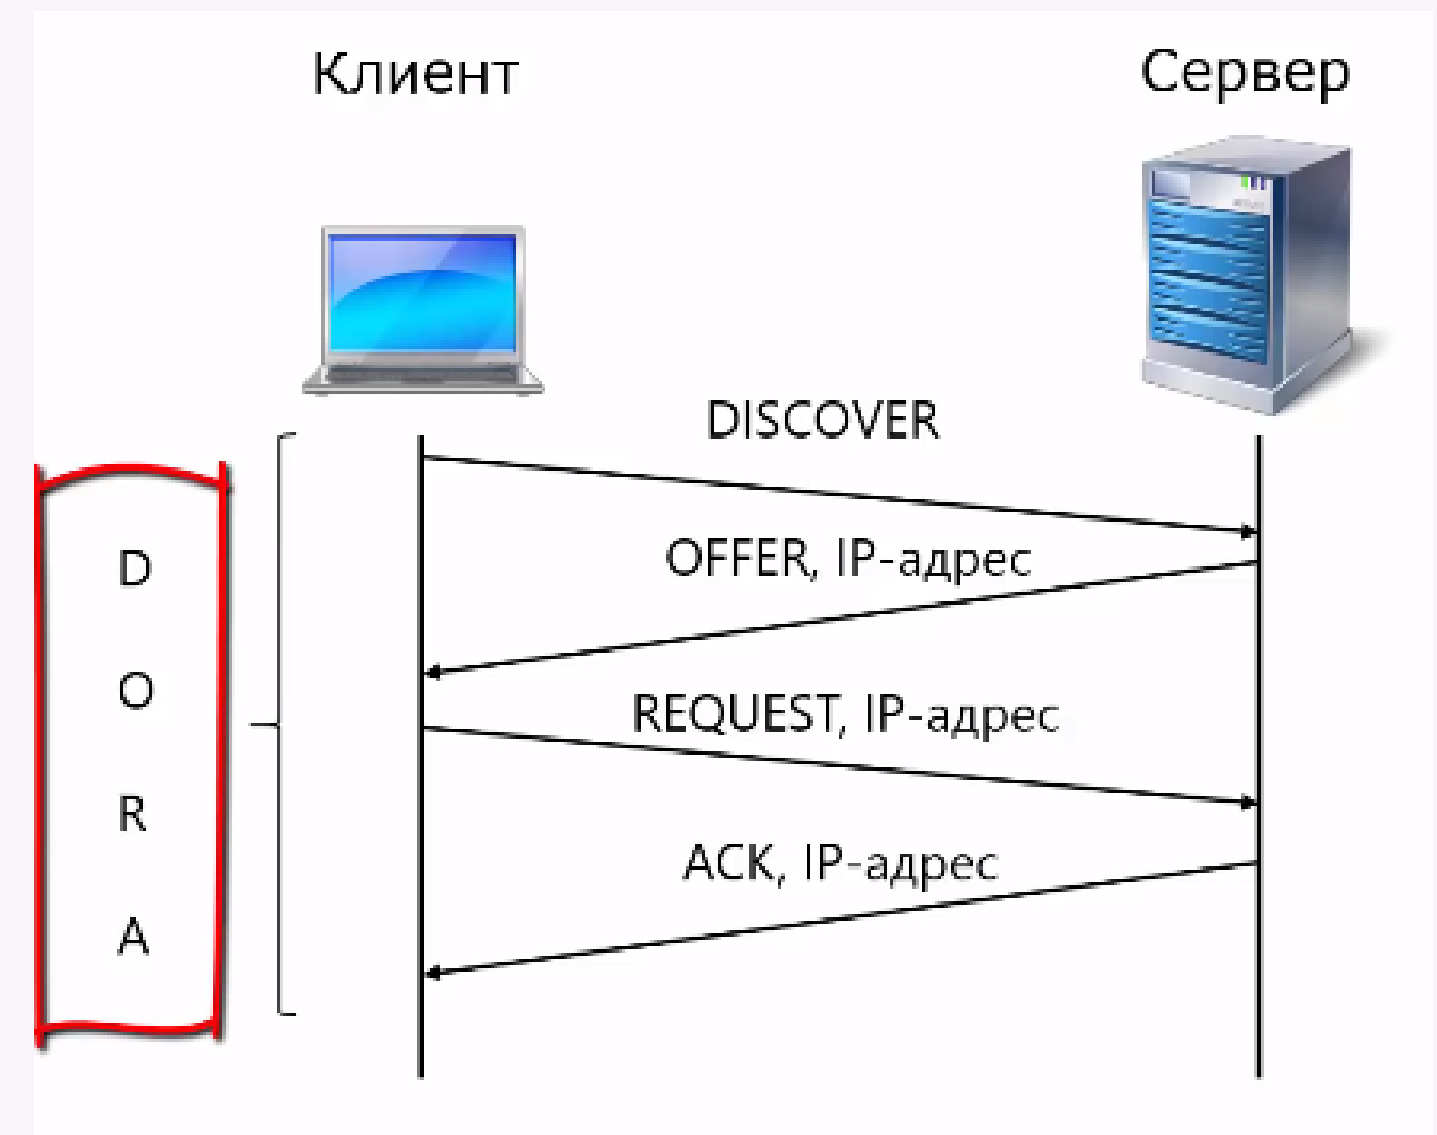 Клиент
Сервер
DISCOVER
OFFER, IP-адрес
REQUEST, IP-адрес
ACK, IP-адрес
D
O
R
A